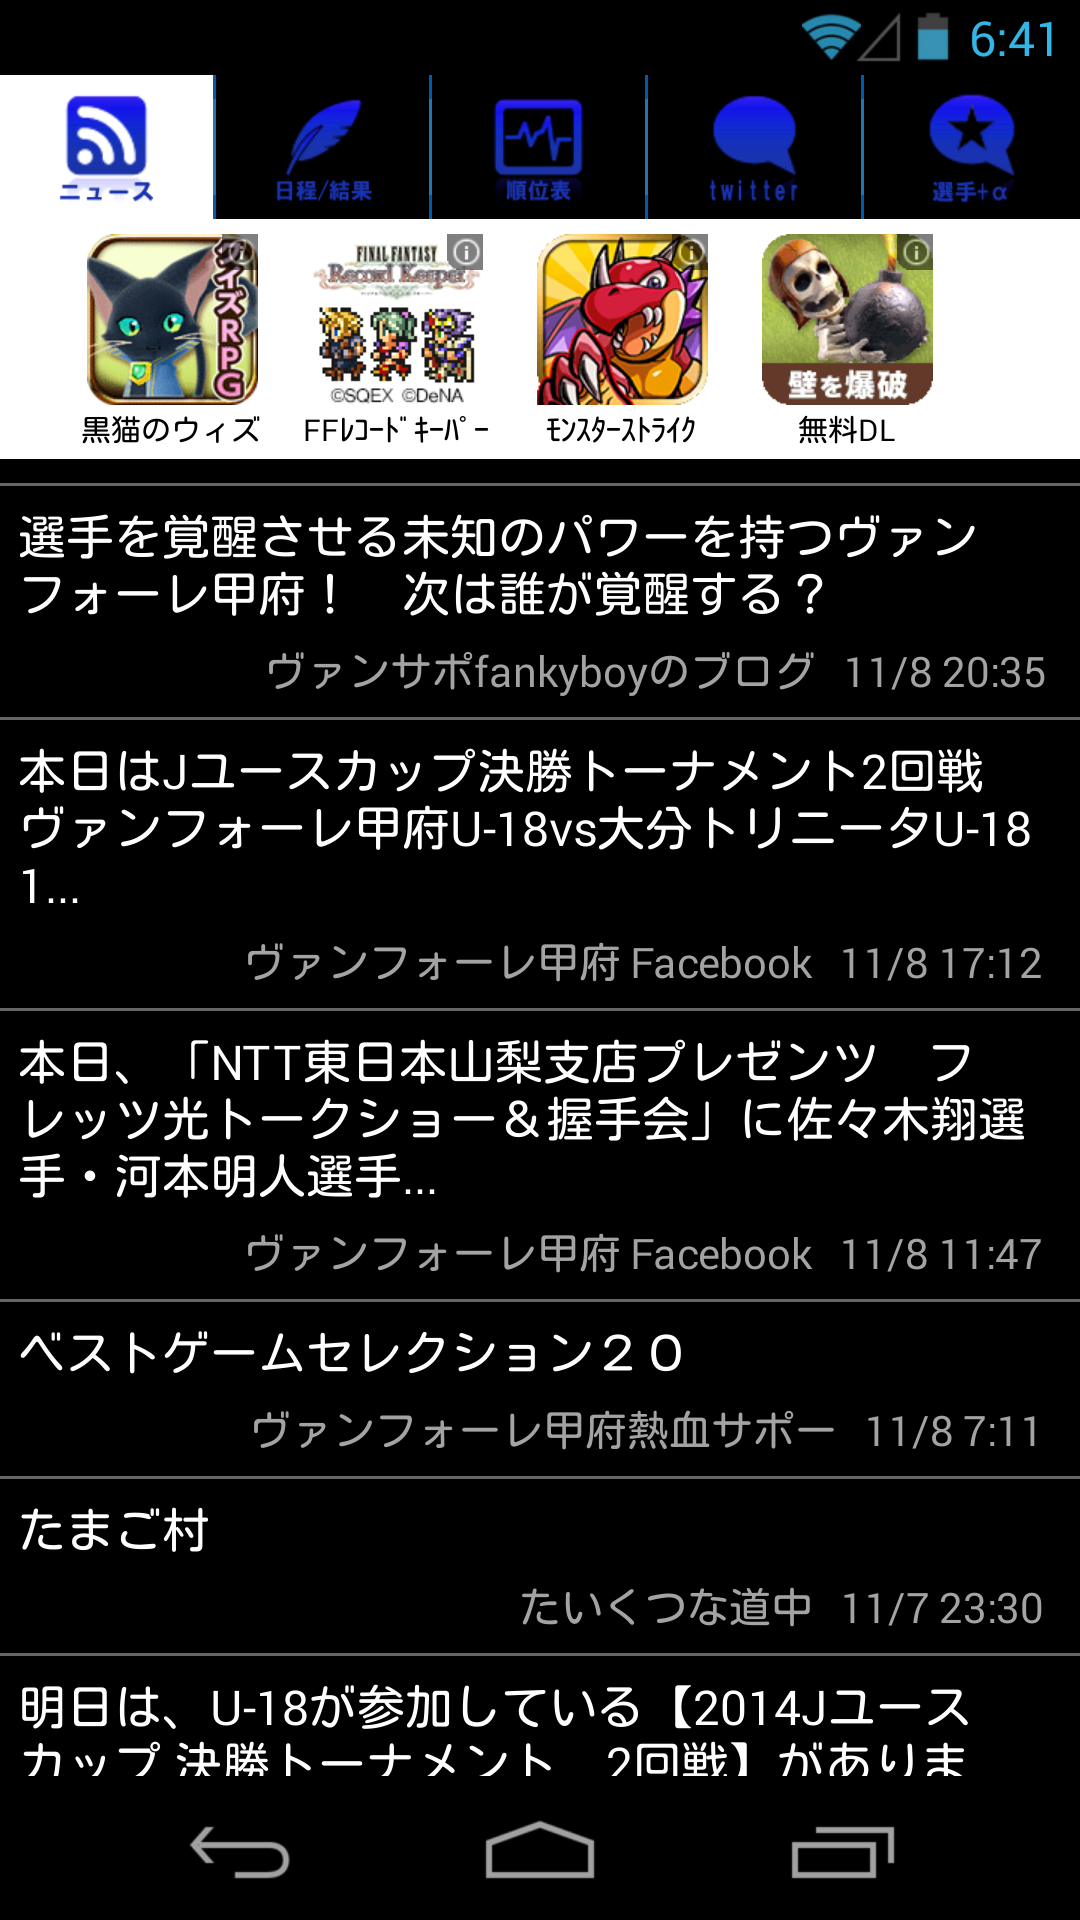 6:41
ニュース
日程/結果
順位表
twitter
選手+α
クイズRPG
FINAL FANTASY
Record Keeper
©SQEX ©DeNA
壁を爆破
黒猫のウィズ
FFﾚｺｰﾄﾞｷｰﾊﾟｰ
ﾓﾝｽﾀｰｽﾄﾗｲｸ
無料DL
選手を覚醒させる未知のパワーを持つヴァン
フォーレ甲府！　次は誰が覚醒する？
ヴァンサポfankyboyのブログ 11/8 20:35
本日はJユースカップ決勝トーナメント2回戦
ヴァンフォーレ甲府U-18vs大分トリニータU-18
1...
ヴァンフォーレ甲府 Facebook 11/8 17:12
本日、「NTT東日本山梨支店プレゼンツ　フ
レッツ光トークショー＆握手会」に佐々木翔選
手・河本明人選手...
ヴァンフォーレ甲府 Facebook 11/8 11:47
ベストゲームセレクション２０
ヴァンフォーレ甲府熱血サポー 11/8 7:11
たまご村
たいくつな道中 11/7 23:30
明日は、U-18が参加している【2014Jユース
カップ 決勝トーナメント　2回戦】がありま